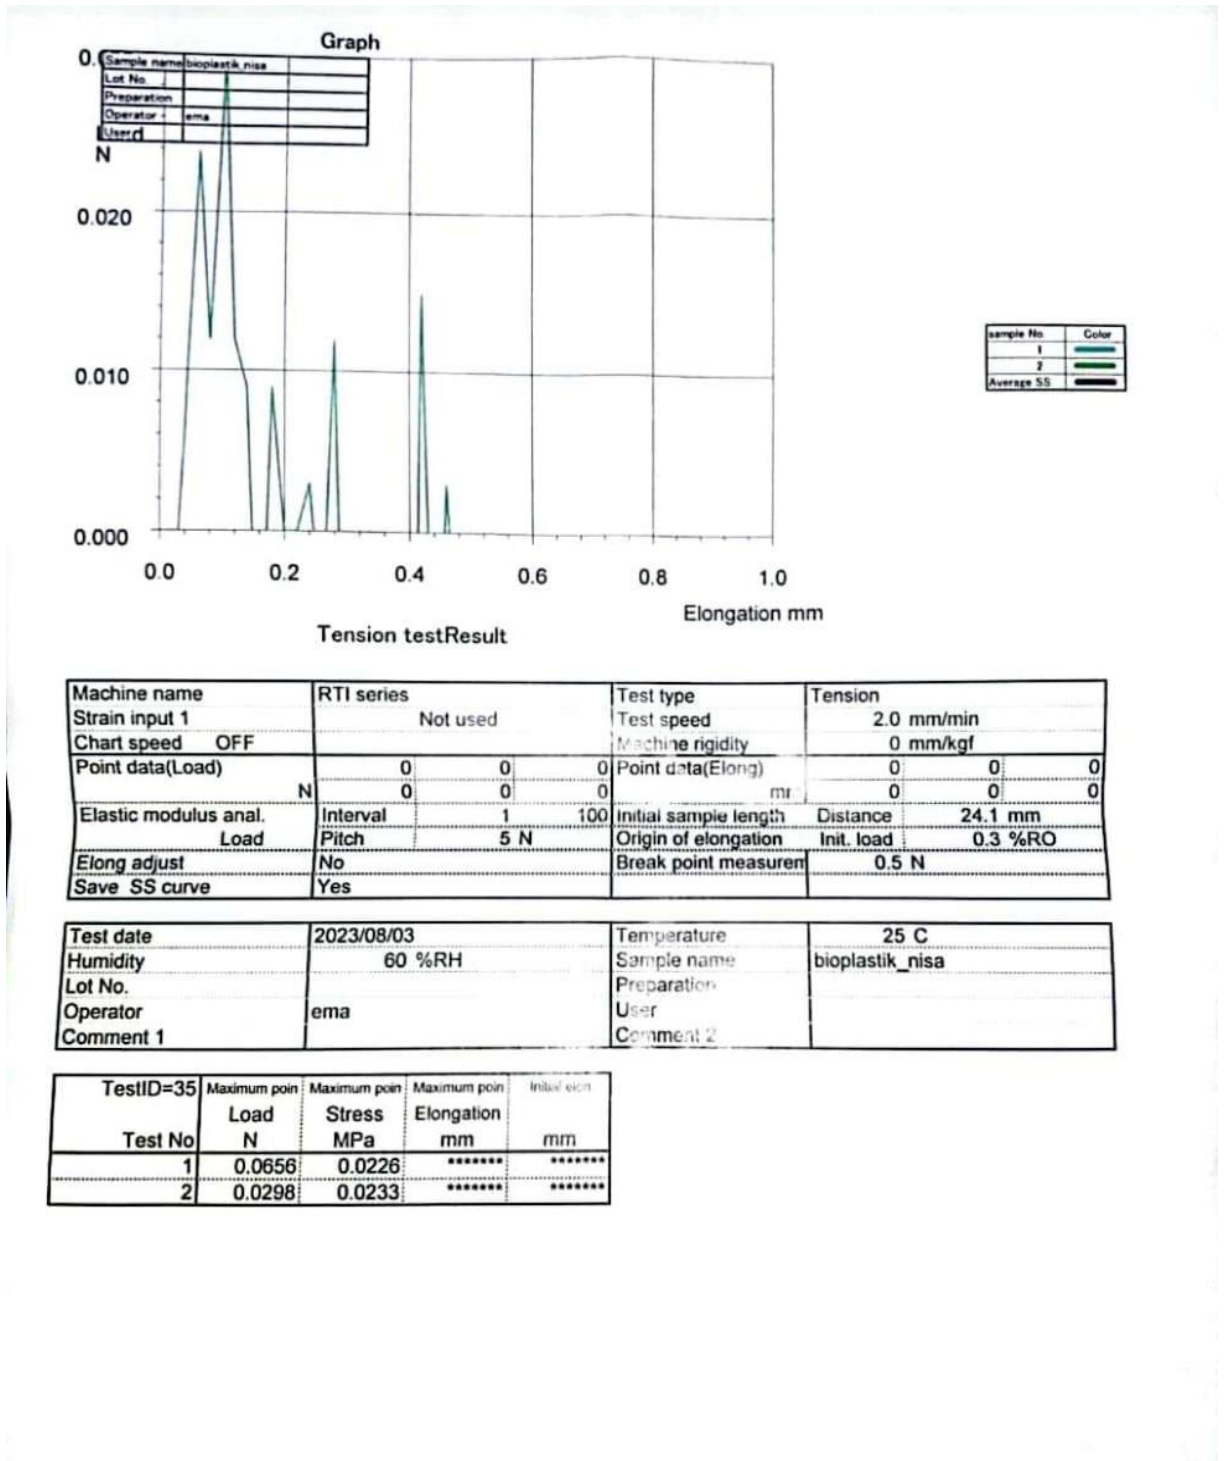 Graph
0.
Sample name bioplastik_nisa
Lot No.
Preparation
Operator ema
User
N
0.020
0.010
0.000
0.0 0.2 0.4 0.6 0.8 1.0
Elongation mm
sample No. Color
1
2
Average SS
Tension testResult
Machine name RTI series Test type Tension
Strain input 1 Not used Test speed 2.0 mm/min
Chart speed OFF Machine rigidity 0 mm/kgf
Point data(Load) 0 0 0 Point data(Elong) 0 0 0
N 0 0 0 0 0 0
Elastic modulus anal. Interval 1 100 Initial sample length Distance 24.1 mm
Load Pitch 5 N Origin of elongation Init. load 0.3 %RO
Elong adjust No Break point measurem 0.5 N
Save SS curve Yes
Test date 2023/08/03 Temperature 25 C
Humidity 60 %RH Sample name bioplastik_nisa
Lot No. Preparation
Operator ema User
Comment 1 Comment 2
TestID=35 Maximum poin Maximum poin Maximum poin Initial
Load Stress Elongation
Test No N MPa mm mm
1 0.0656 0.0226 ******* *******
2 0.0298 0.0233 ******* *******